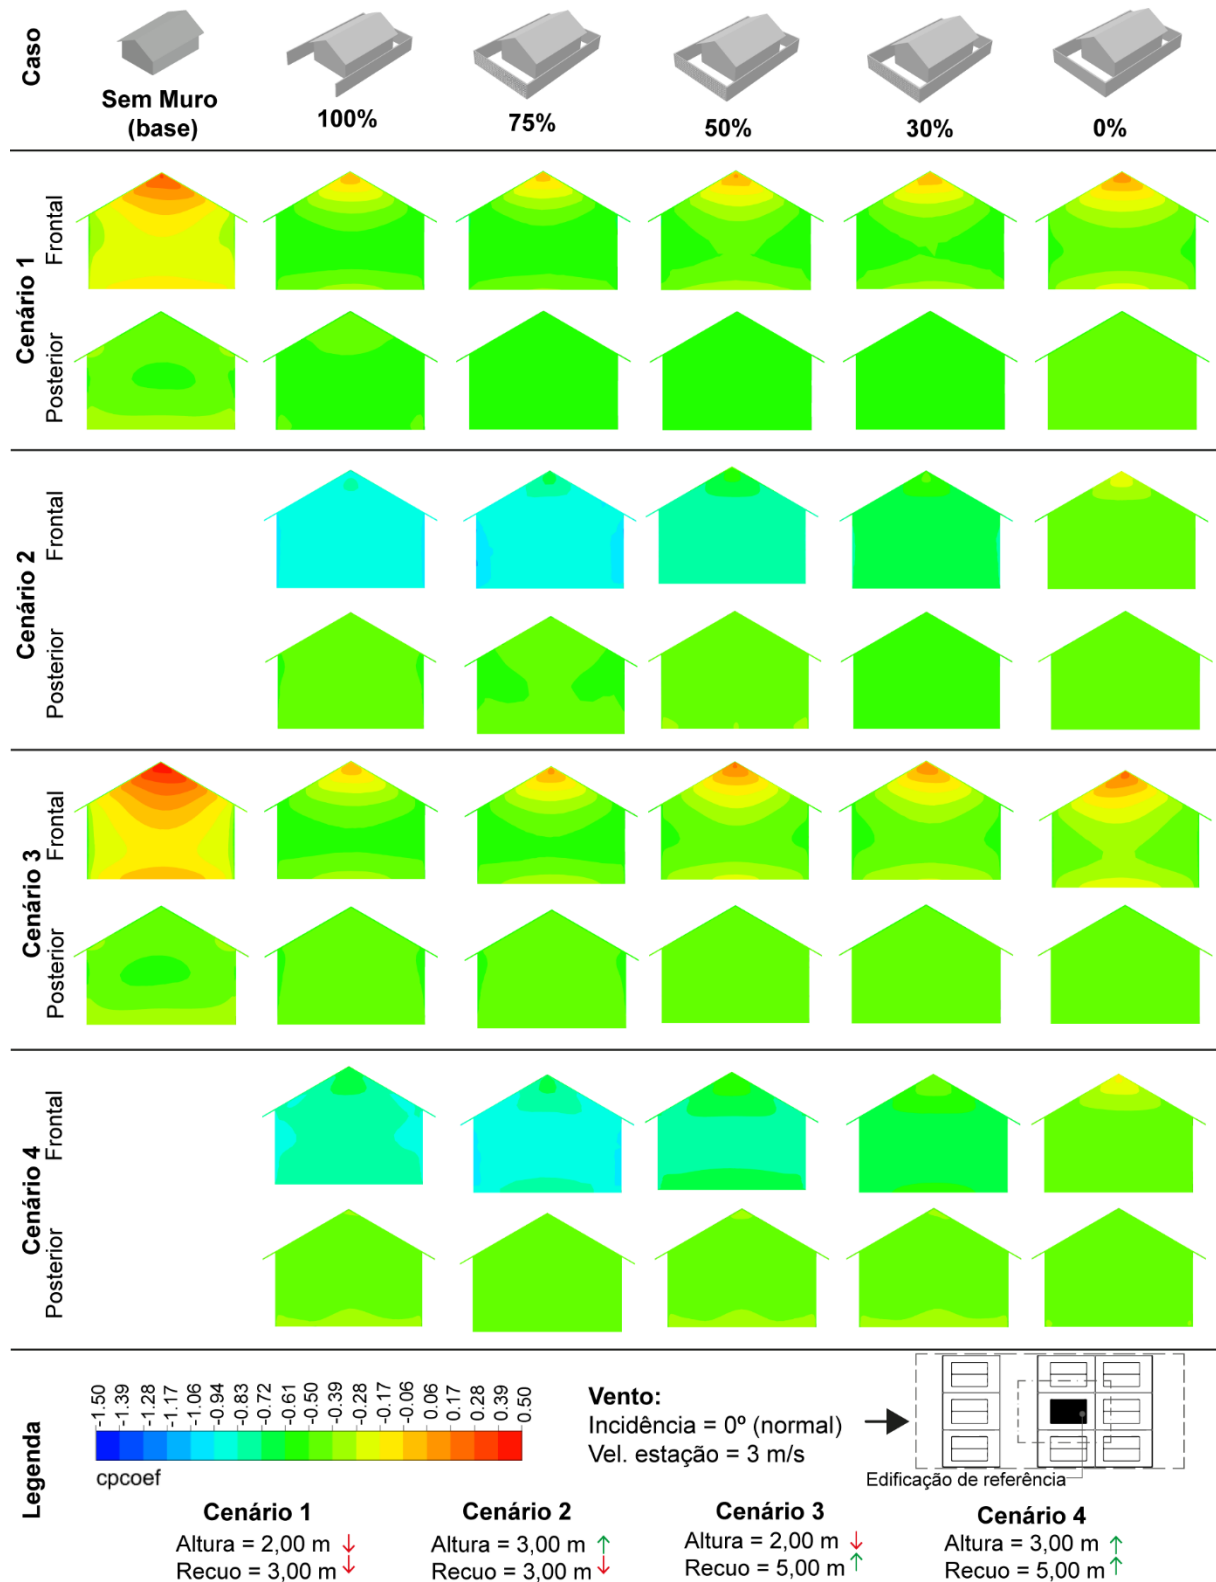 Caso
Sem Muro
(base)
100%
75%
50%
30%
0%
Cenário 1
Frontal
Posterior
Cenário 2
Frontal
Posterior
Cenário 3
Frontal
Posterior
Cenário 4
Frontal
Posterior
Legenda
-1.50
-1.39
-1.28
-1.17
-1.06
-0.94
-0.83
-0.72
-0.61
-0.50
-0.39
-0.28
-0.17
-0.06
0.06
0.17
0.28
0.39
0.50
cpcoef
Vento:
Incidência = 0º (normal)
Vel. estação = 3 m/s
Edificação de referência
Cenário 1
Altura = 2,00 m ↓
Recuo = 3,00 m ↓
Cenário 2
Altura = 3,00 m ↑
Recuo = 3,00 m ↓
Cenário 3
Altura = 2,00 m ↓
Recuo = 5,00 m ↑
Cenário 4
Altura = 3,00 m ↑
Recuo = 5,00 m ↑